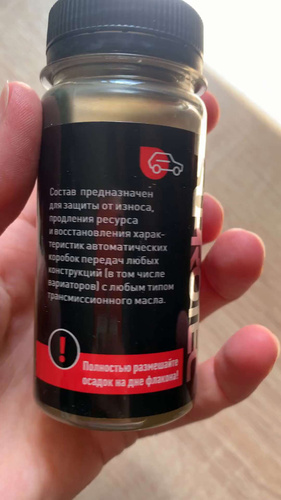 Состав предназначен
для защиты от износа,
продления ресурса
и восстановления харак-
теристик автоматических
коробок передач любых
конструкций (в том числе
вариаторов) с любым типом
трансмиссионного масла.
!
Полностью размешайте
осадок на дне флакона!